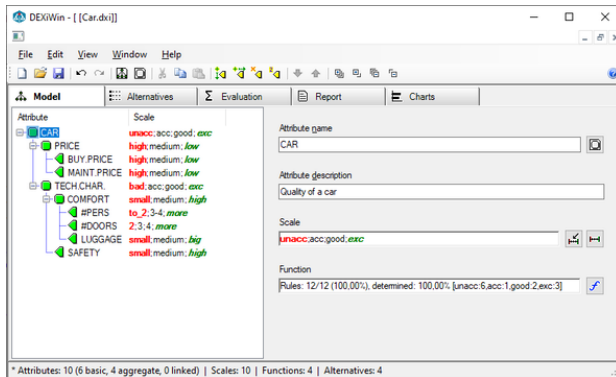 DEXiWin - [ [Car.dxi]]
File Edit View Window Help
Model Alternatives Σ Evaluation Report Charts
Attribute Scale
CAR unacc;acc;good;exc
PRICE high;medium;low
BUY.PRICE high;medium;low
MAINT.PRICE high;medium;low
TECH.CHAR. bad;acc;good;exc
COMFORT small;medium;high
#PERS to_2;3-4;more
#DOORS 2;3;4;more
LUGGAGE small;medium;big
SAFETY small;medium;high
Attribute name
CAR
Attribute description
Quality of a car
Scale
unacc;acc;good;exc
Function
Rules: 12/12 (100,00%), determined: 100,00% [unacc:6,acc:1,good:2,exc:3]
* Attributes: 10 (6 basic, 4 aggregate, 0 linked) | Scales: 10 | Functions: 4 | Alternatives: 4